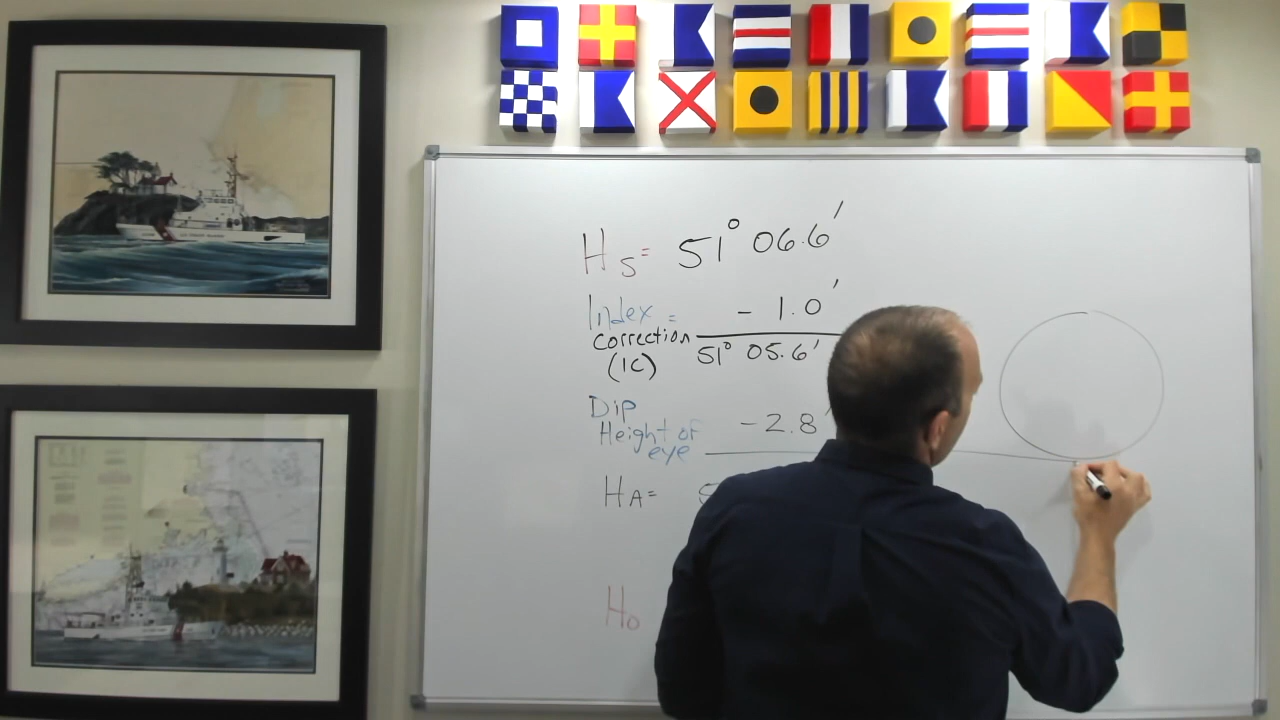 Hs = 51° 06.6'
Index = - 1.0'
Correction 51° 05.6'
(IC)
Dip
Height of - 2.8'
eye
HA =
Ho